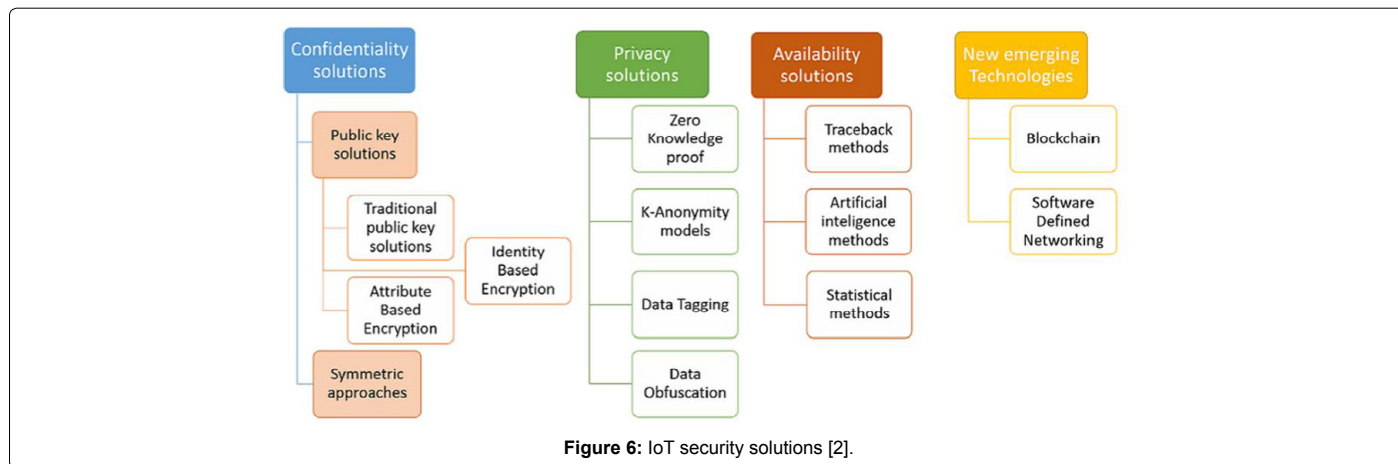 Confidentiality
solutions
Public key
solutions
Traditional
public key
solutions
Identity
Based
Encryption
Attribute
Based
Encryption
Symmetric
approaches
Privacy
solutions
Zero
Knowledge
proof
K-Anonymity
models
Data Tagging
Data
Obfuscation
Availability
solutions
Traceback
methods
Artificial
inteligence
methods
Statistical
methods
New emerging
Technologies
Blockchain
Software
Defined
Networking
Figure 6: IoT security solutions [2].